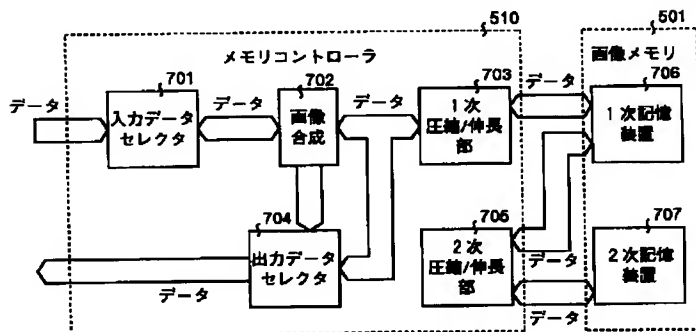 510
501
メモリコントローラ
画像メモリ
701
702
703
706
データ
入力データ
セレクタ
データ
画像
合成
データ
1次
圧縮/伸長
部
データ
1次記憶
装置
704
705
707
出力データ
セレクタ
データ
2次
圧縮/伸長
部
データ
データ
2次記憶
装置